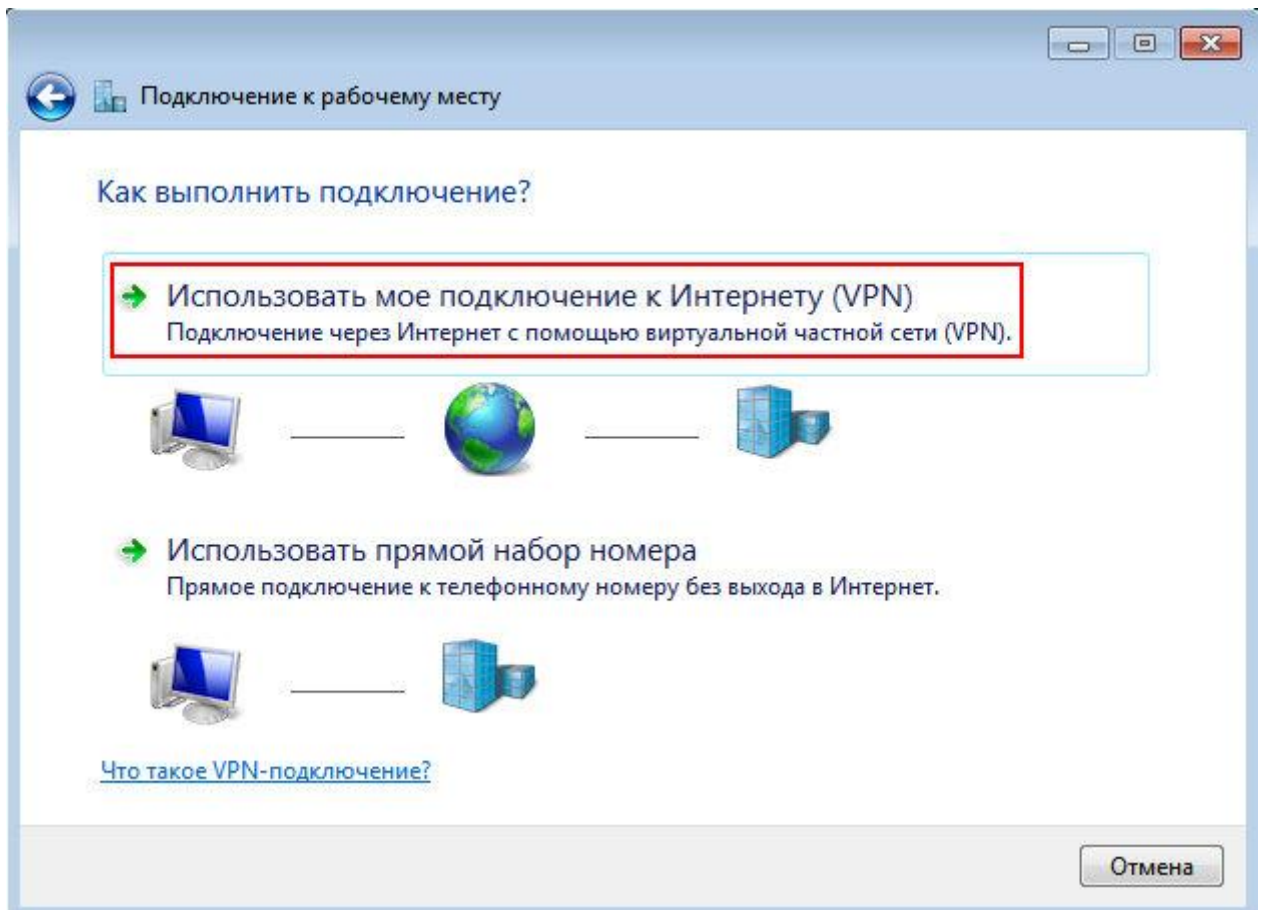 Подключение к рабочему месту
Как выполнить подключение?
Использовать мое подключение к Интернету (VPN)
Подключение через Интернет с помощью виртуальной частной сети (VPN).
Использовать прямой набор номера
Прямое подключение к телефонному номеру без выхода в Интернет.
Что такое VPN-подключение?
Отмена